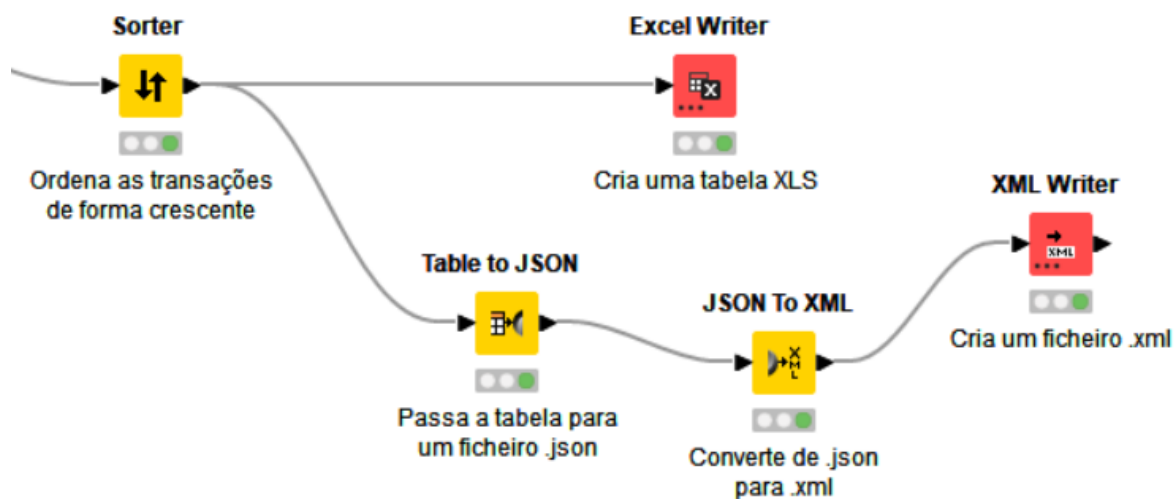 Sorter
Ordena as transações
de forma crescente
Excel Writer
X
Cria uma tabela XLS
Table to JSON
Passa a tabela para
um ficheiro .json
JSON To XML
X
M
L
Converte de .json
para .xml
XML Writer
XML
Cria um ficheiro .xml